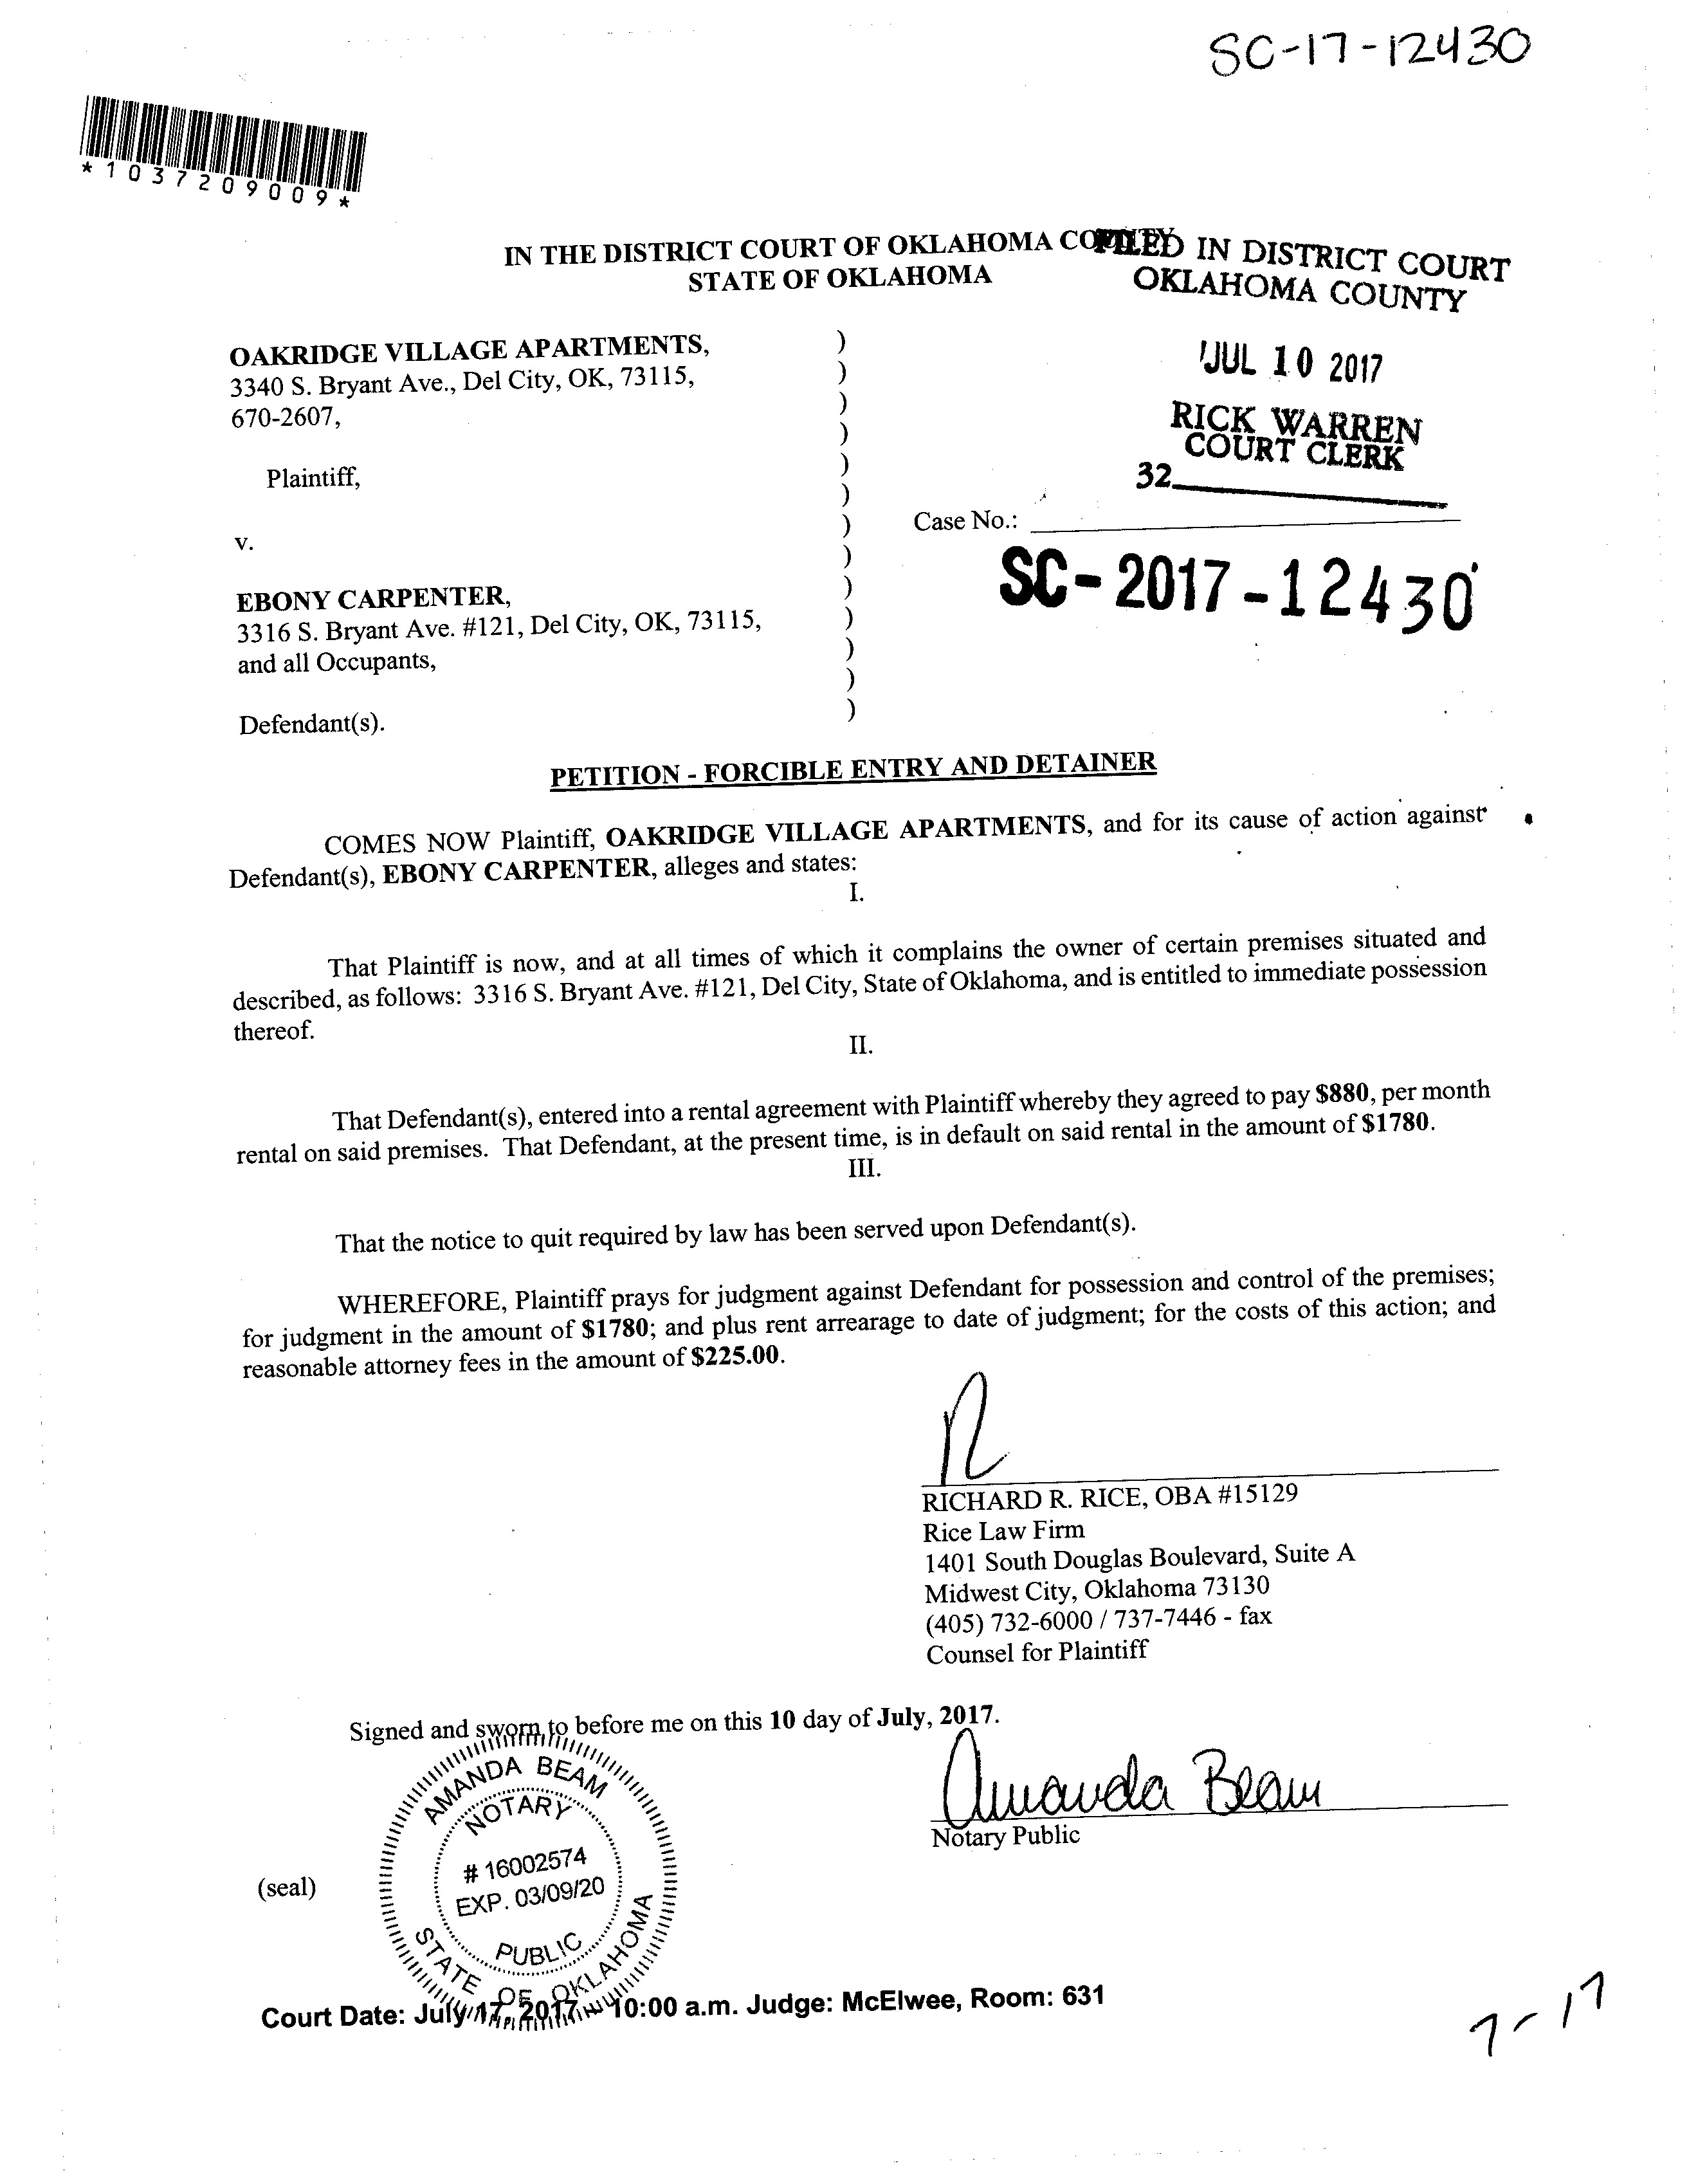 SC-17-12430
*1037209009*
IN THE DISTRICT COURT OF OKLAHOMA COUNTY
STATE OF OKLAHOMA
FILED IN DISTRICT COURT
OKLAHOMA COUNTY
JUL 10 2017
RICK WARREN
COURT CLERK
32
OAKRIDGE VILLAGE APARTMENTS, )
3340 S. Bryant Ave., Del City, OK, 73115, )
670-2607, )
)
Plaintiff, )
)
v. )
)
EBONY CARPENTER, )
3316 S. Bryant Ave. #121, Del City, OK, 73115, )
and all Occupants, )
)
Defendant(s). )
Case No.:
SC-2017-12430
PETITION - FORCIBLE ENTRY AND DETAINER
COMES NOW Plaintiff, OAKRIDGE VILLAGE APARTMENTS, and for its cause of action against
Defendant(s), EBONY CARPENTER, alleges and states:
I.
That Plaintiff is now, and at all times of which it complains the owner of certain premises situated and
described, as follows: 3316 S. Bryant Ave. #121, Del City, State of Oklahoma, and is entitled to immediate possession
thereof.
II.
That Defendant(s), entered into a rental agreement with Plaintiff whereby they agreed to pay $880, per month
rental on said premises. That Defendant, at the present time, is in default on said rental in the amount of $1780.
III.
That the notice to quit required by law has been served upon Defendant(s).
WHEREFORE, Plaintiff prays for judgment against Defendant for possession and control of the premises;
for judgment in the amount of $1780; and plus rent arrearage to date of judgment; for the costs of this action; and
reasonable attorney fees in the amount of $225.00.
RICHARD R. RICE, OBA #15129
Rice Law Firm
1401 South Douglas Boulevard, Suite A
Midwest City, Oklahoma 73130
(405) 732-6000 / 737-7446 - fax
Counsel for Plaintiff
Signed and sworn to before me on this 10 day of July, 2017.
Amanda Beam
Notary Public
(seal)
AMANDA BEAM
NOTARY
# 16002574
EXP. 03/09/20
PUBLIC
STATE OF OKLAHOMA
Court Date: July 17, 2017 10:00 a.m. Judge: McElwee, Room: 631
7-17